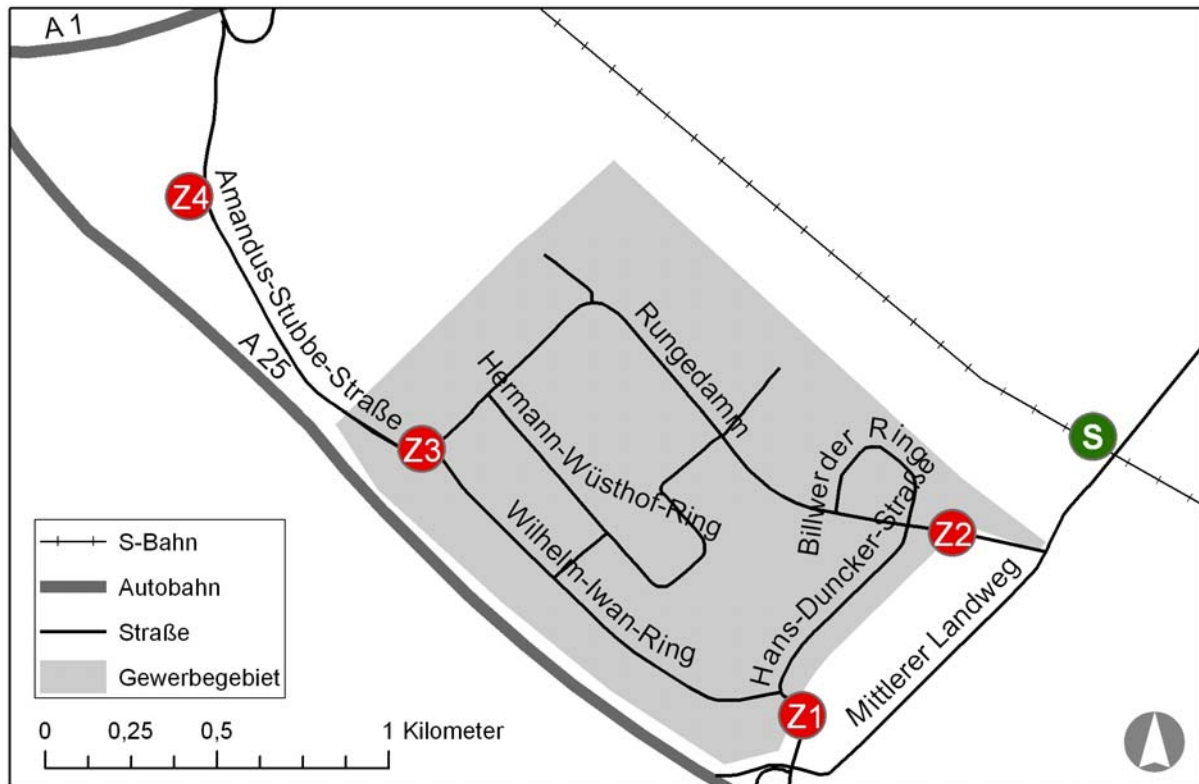 A 1
Z4
Amandus-Stubbe-Straße
A 25
Rungedamm
Hermann-Wüsthof-Ring
Billwerder Ringe
S
Z3
Wilhelm-Iwan-Ring
Hans-Duncker-Straße
Z2
Mittlerer Landweg
Z1
S-Bahn
Autobahn
Straße
Gewerbegebiet
0 0,25 0,5 1 Kilometer